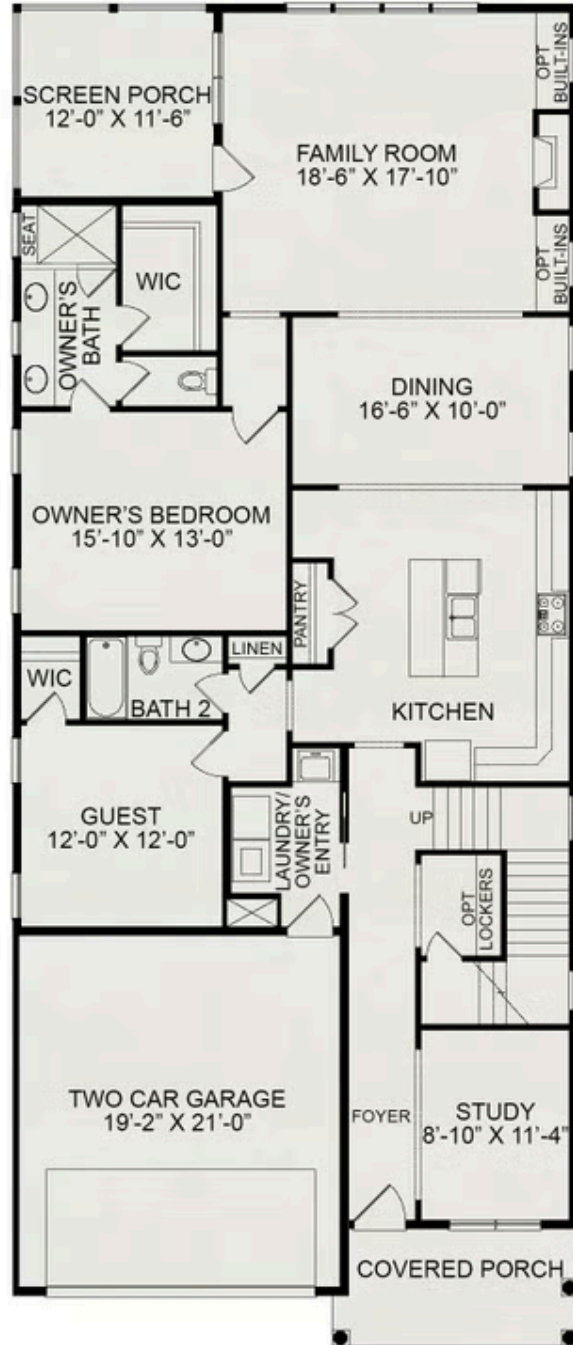 SCREEN PORCH
12'-0" X 11'-6"
FAMILY ROOM
18'-6" X 17'-10"
OPT
BUILT-INS
OPT
BUILT-INS
SEAT
WIC
OWNER'S
BATH
DINING
16'-6" X 10'-0"
OWNER'S BEDROOM
15'-10" X 13'-0"
PANTRY
LINEN
WIC
BATH 2
KITCHEN
GUEST
12'-0" X 12'-0"
LAUNDRY/
OWNER'S
ENTRY
UP
OPT
LOCKERS
TWO CAR GARAGE
19'-2" X 21'-0"
FOYER
STUDY
8'-10" X 11'-4"
COVERED PORCH